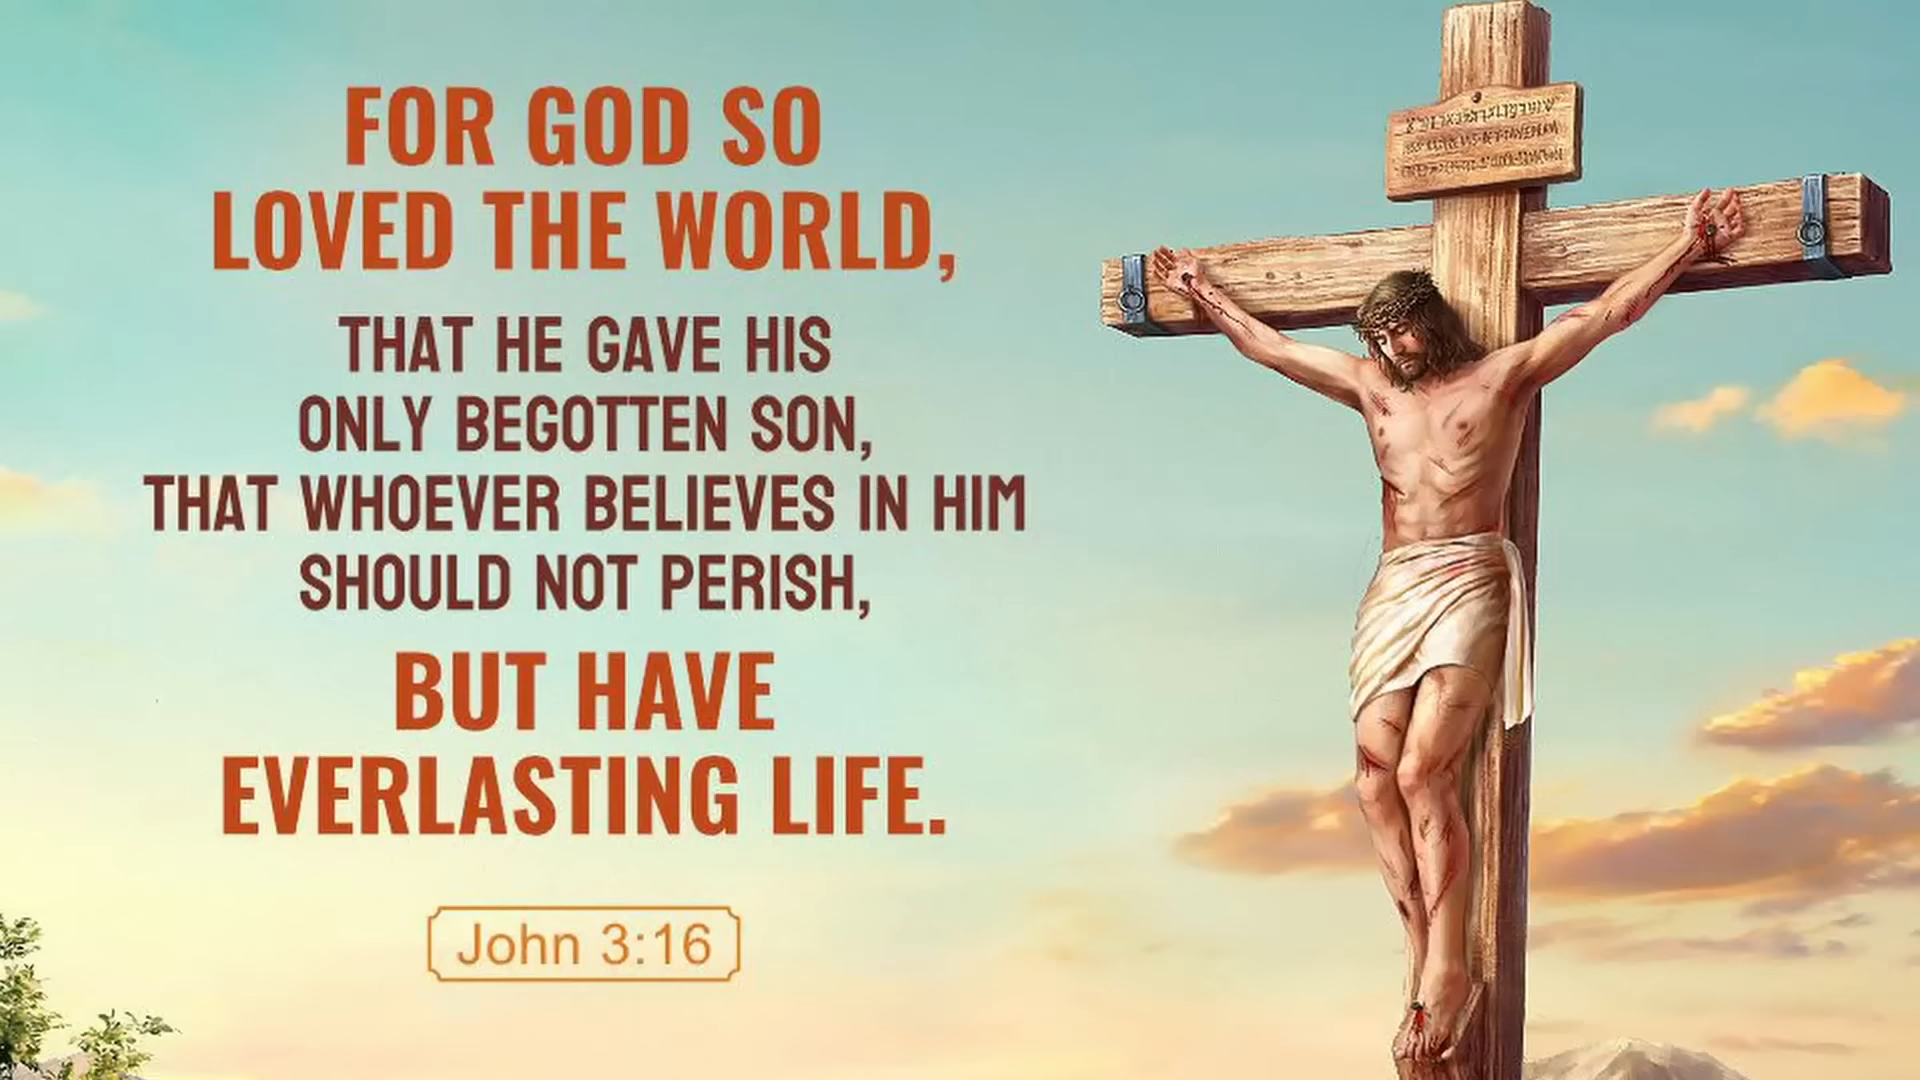 FOR GOD SO
LOVED THE WORLD,
THAT HE GAVE HIS
ONLY BEGOTTEN SON,
THAT WHOEVER BELIEVES IN HIM
SHOULD NOT PERISH,
BUT HAVE
EVERLASTING LIFE.
John 3:16